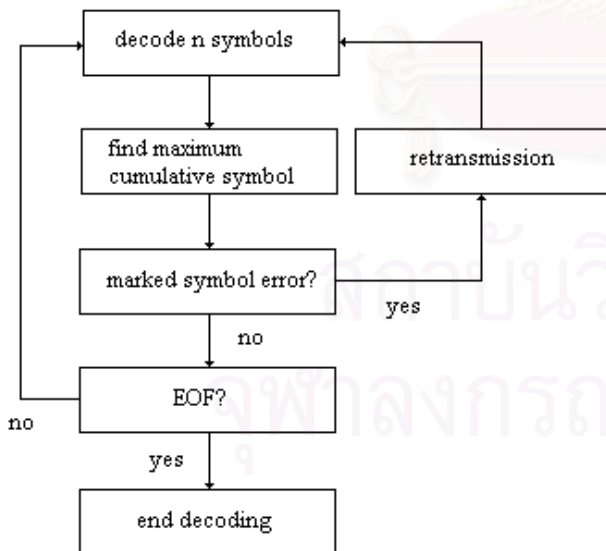 decode n symbols
find maximum
cumulative symbol
retransmission
marked symbol error?
yes
no
EOF?
no
yes
end decoding